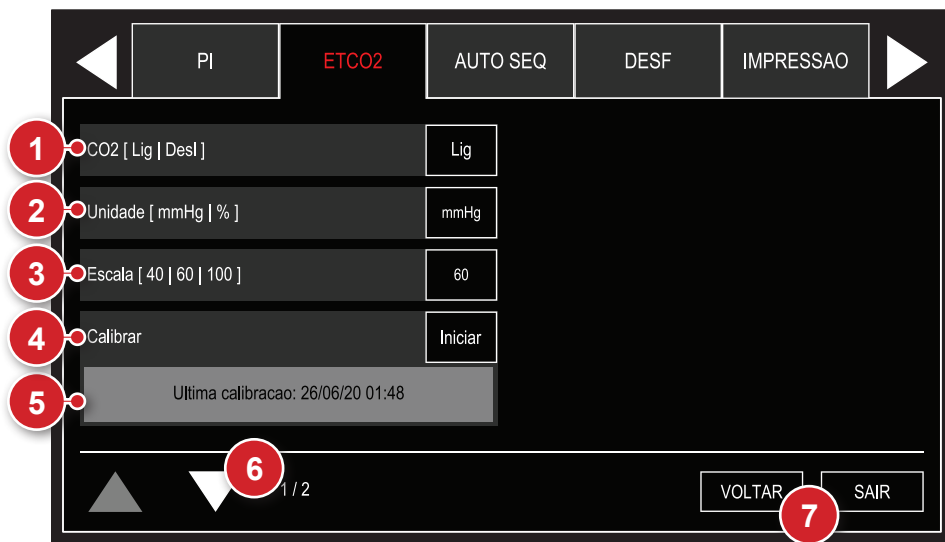 PI
ETCO2
AUTO SEQ
DESF
IMPRESSAO
1
CO2 [ Lig | Desl ]
Lig
2
Unidade [ mmHg | % ]
mmHg
3
Escala [ 40 | 60 | 100 ]
60
4
Calibrar
Iniciar
5
Ultima calibracao: 26/06/20 01:48
6
1 / 2
VOLTAR
7
SAIR